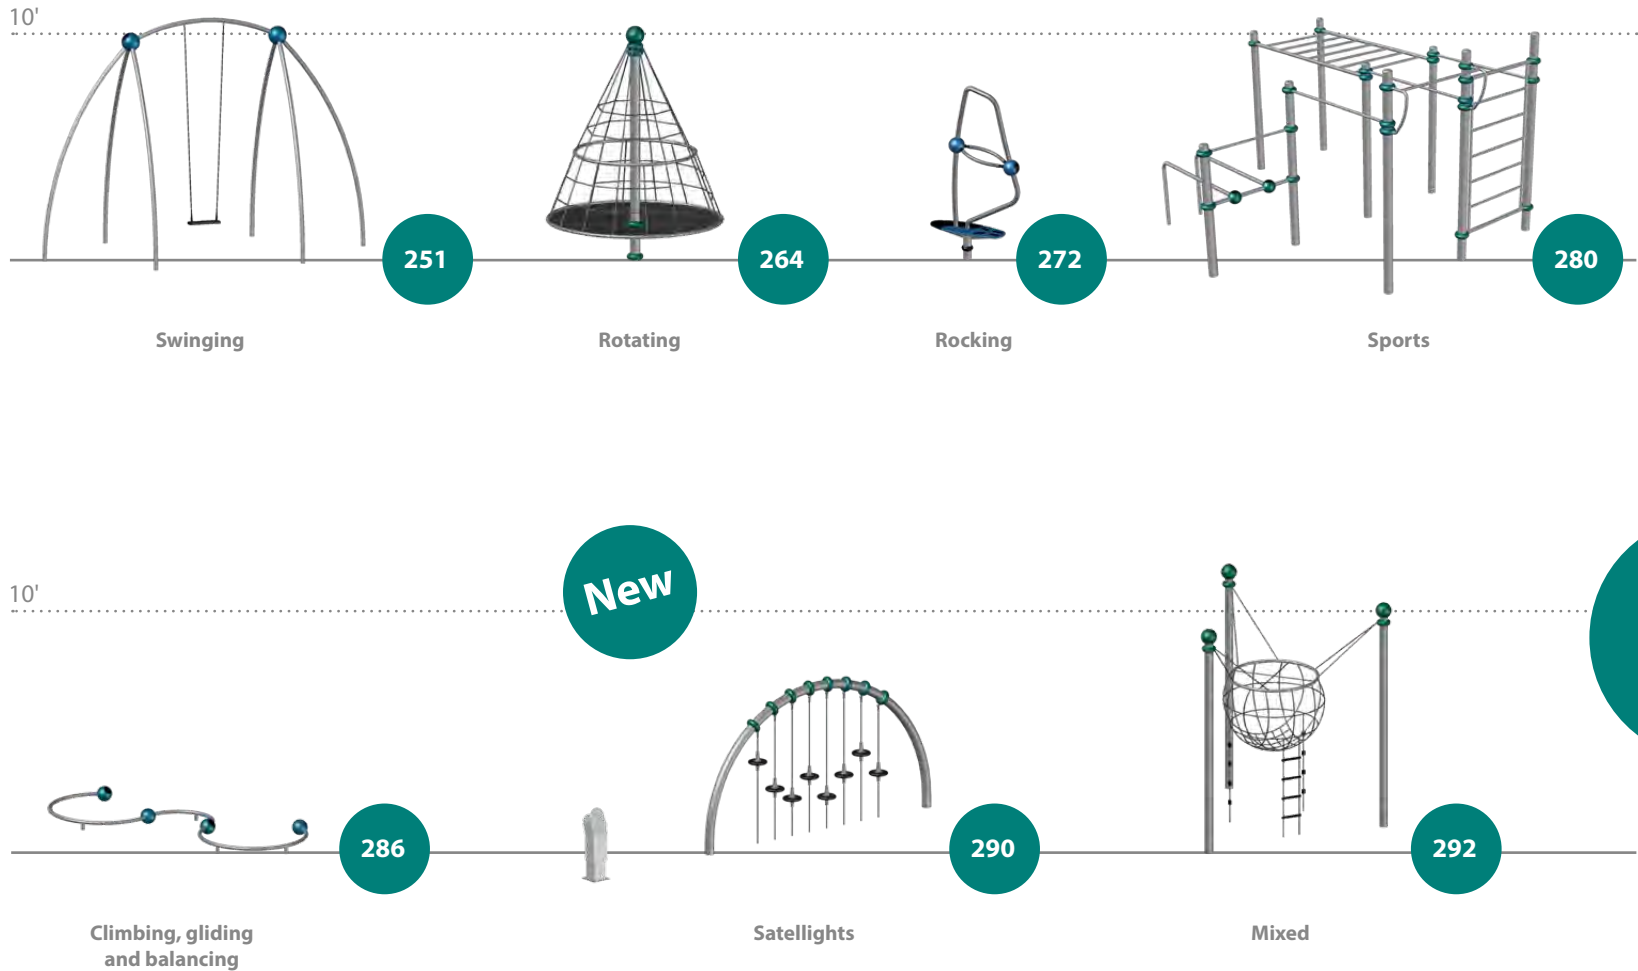 10'
251
264
272
280
Swinging
Rotating
Rocking
Sports
New
10'
286
290
292
Climbing, gliding
and balancing
Satellights
Mixed